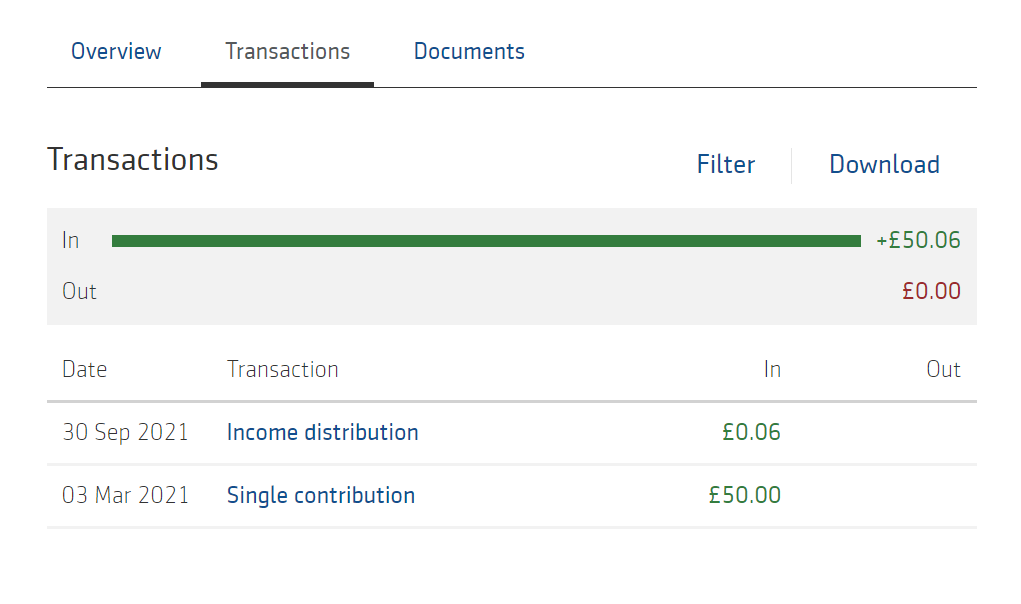 Overview Transactions Documents
Transactions Filter Download
In +£50.06
Out £0.00
Date Transaction In Out
30 Sep 2021 Income distribution £0.06
03 Mar 2021 Single contribution £50.00